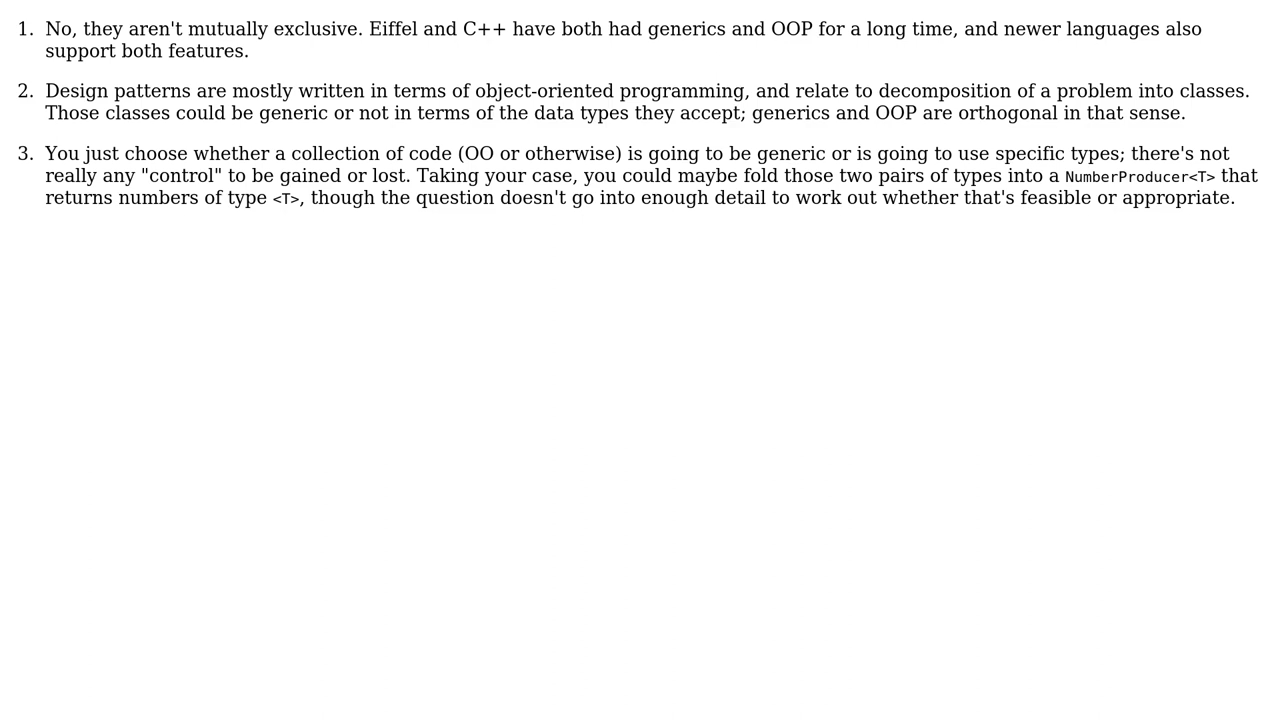 1. No, they aren't mutually exclusive. Eiffel and C++ have both had generics and OOP for a long time, and newer languages also
support both features.
2. Design patterns are mostly written in terms of object-oriented programming, and relate to decomposition of a problem into classes.
Those classes could be generic or not in terms of the data types they accept; generics and OOP are orthogonal in that sense.
3. You just choose whether a collection of code (OO or otherwise) is going to be generic or is going to use specific types; there's not
really any "control" to be gained or lost. Taking your case, you could maybe fold those two pairs of types into a NumberProducer<T> that
returns numbers of type <T>, though the question doesn't go into enough detail to work out whether that's feasible or appropriate.